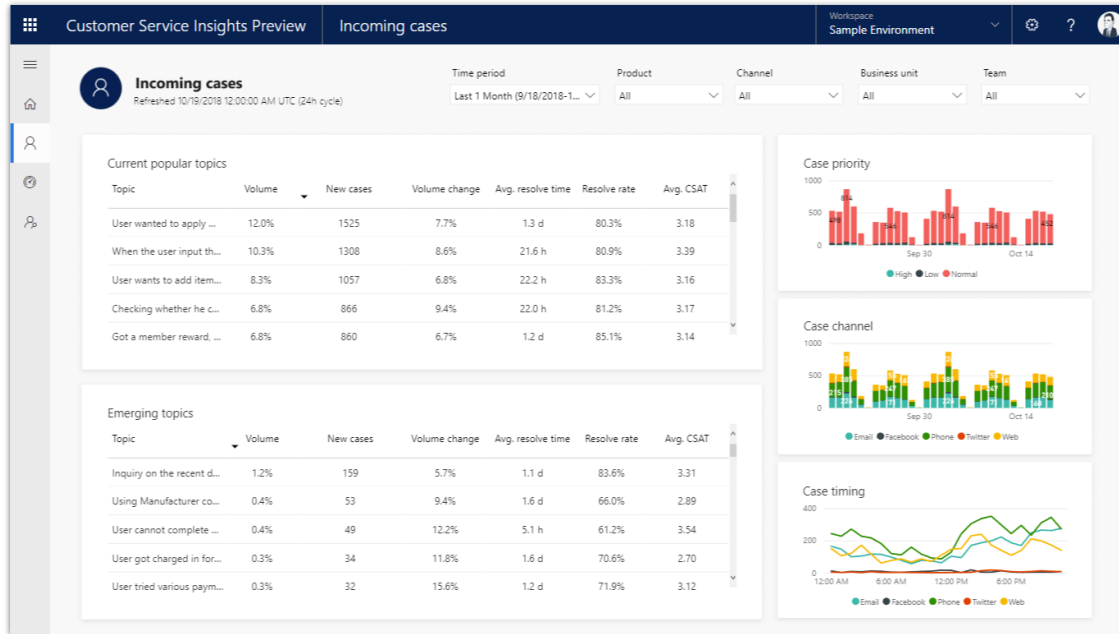 Customer Service Insights Preview
Incoming cases
Workspace
Sample Environment
?
Incoming cases
Refreshed 10/19/2018 12:00:00 AM UTC (24h cycle)
Time period
Product
Channel
Business unit
Team
Last 1 Month (9/18/2018-1...
All
All
All
All
Current popular topics
Topic Volume New cases Volume change Avg. resolve time Resolve rate Avg. CSAT
User wanted to apply ... 12.0% 1525 7.7% 1.3 d 80.3% 3.18
When the user input th... 10.3% 1308 8.6% 21.6 h 80.9% 3.39
User wants to add item... 8.3% 1057 6.8% 22.2 h 83.3% 3.16
Checking whether he c... 6.8% 866 9.4% 22.0 h 81.2% 3.17
Got a member reward, ... 6.8% 860 6.7% 1.2 d 85.1% 3.14
Emerging topics
Topic Volume New cases Volume change Avg. resolve time Resolve rate Avg. CSAT
Inquiry on the recent d... 1.2% 159 5.7% 1.1 d 83.6% 3.31
Using Manufacturer co... 0.4% 53 9.4% 1.6 d 66.0% 2.89
User cannot complete ... 0.4% 49 12.2% 5.1 h 61.2% 3.54
User got charged in for... 0.3% 34 11.8% 1.6 d 70.6% 2.70
User tried various paym... 0.3% 32 15.6% 1.2 d 71.9% 3.12
Case priority
1000
500
0
814
546
814
546
452
Sep 30
Oct 14
High Low Normal
Case channel
1000
500
0
215
224
Sep 30
Oct 14
Email Facebook Phone Twitter Web
Case timing
400
200
0
12:00 AM 6:00 AM 12:00 PM 6:00 PM
Email Facebook Phone Twitter Web